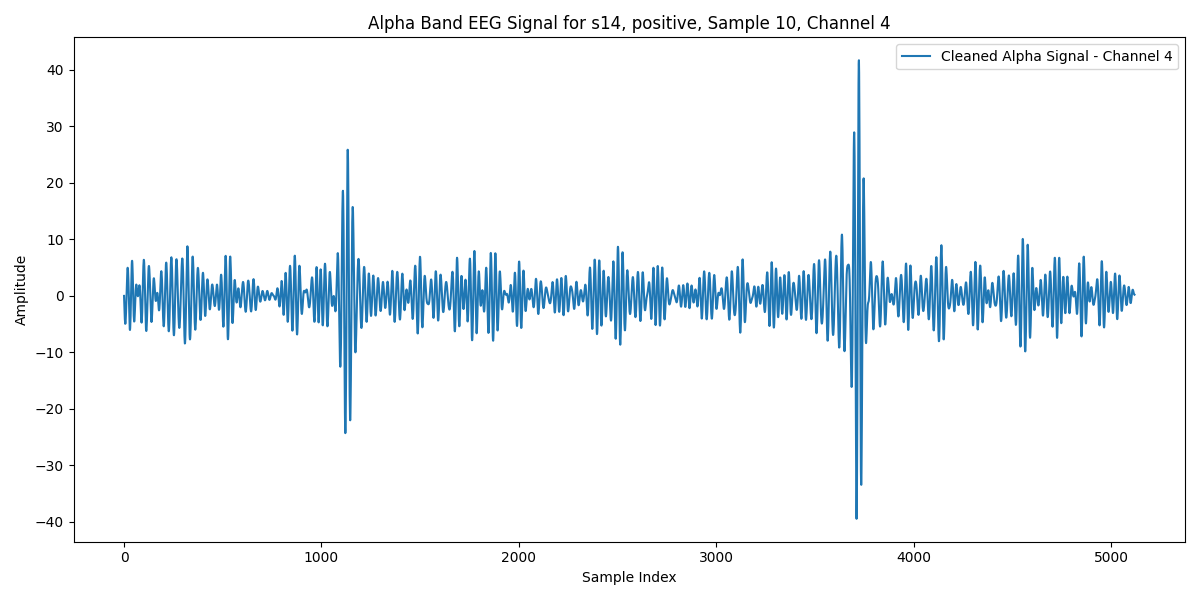 Alpha Band EEG Signal for s14, positive, Sample 10, Channel 4
Cleaned Alpha Signal - Channel 4
Amplitude
40
30
20
10
0
−10
−20
−30
−40
0 1000 2000 3000 4000 5000
Sample Index